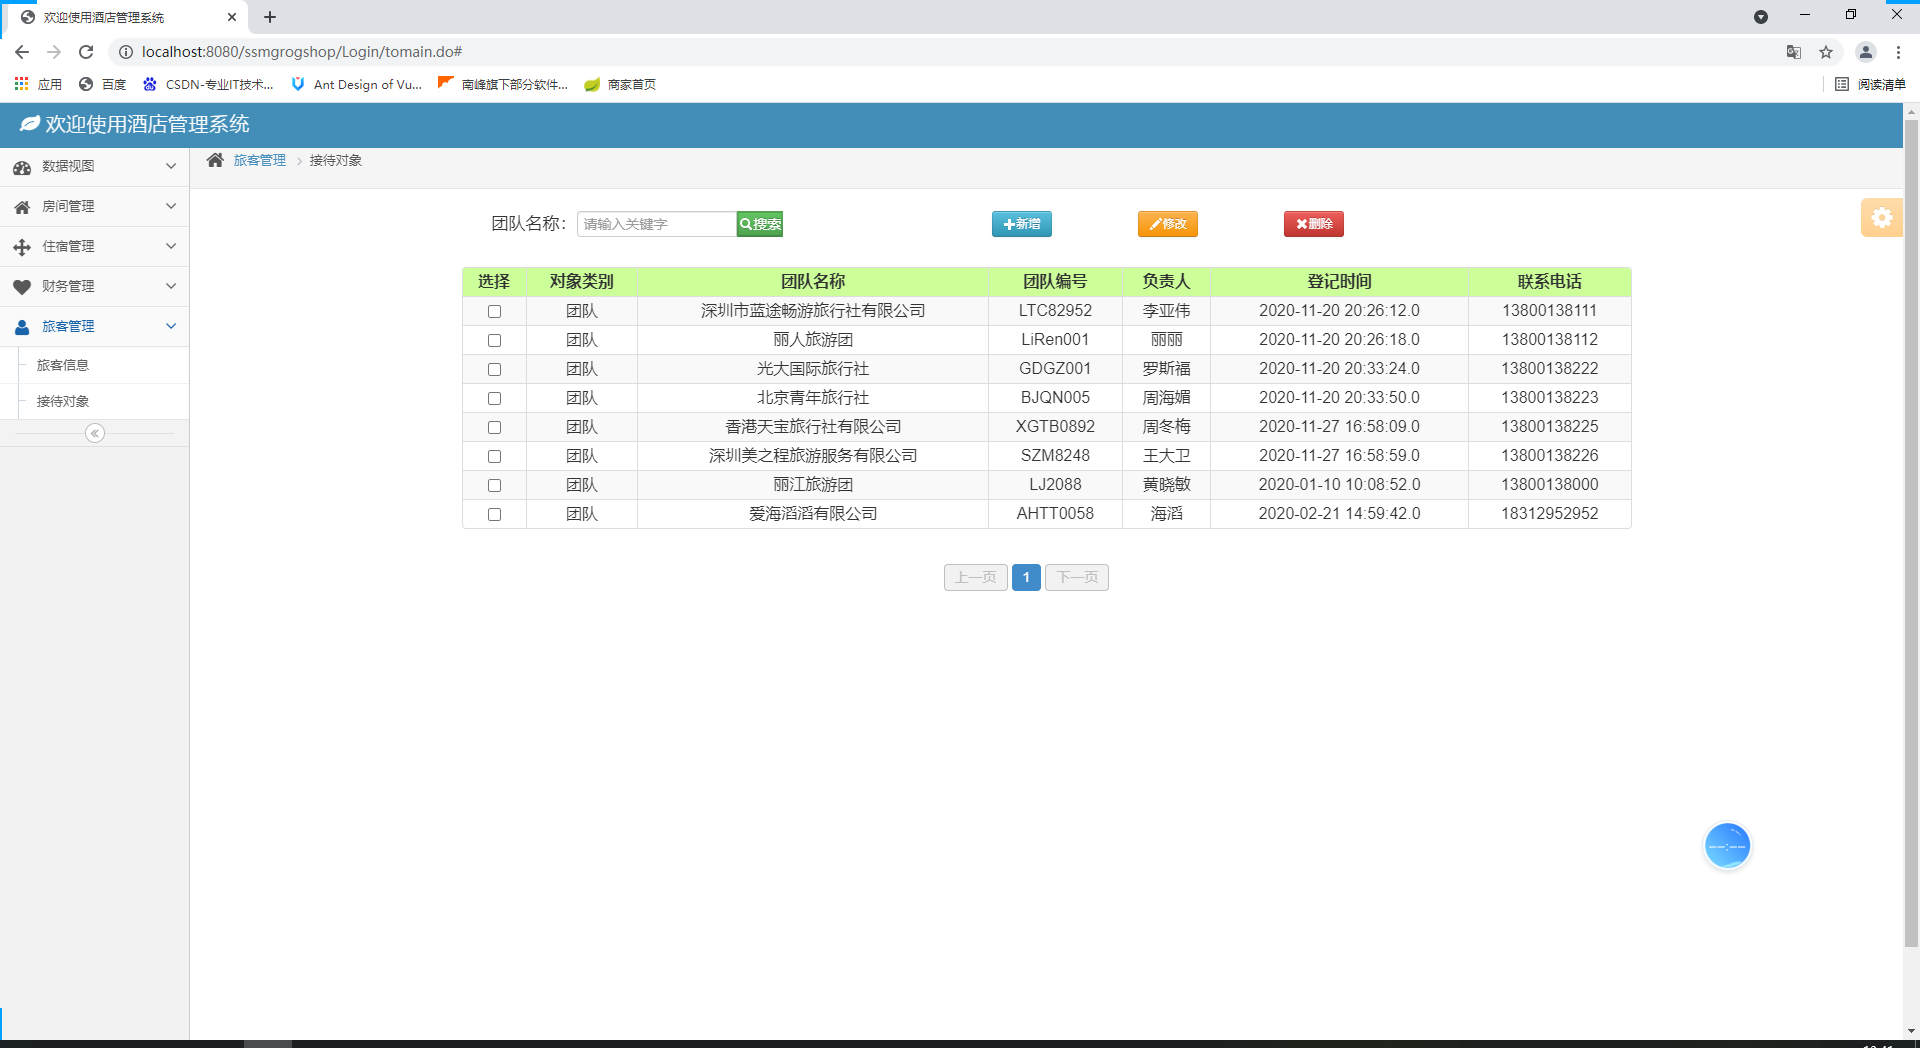 欢迎使用酒店管理系统
localhost:8080/ssmgrogshop/Login/tomain.do#
应用 百度 CSDN-专业IT技术... Ant Design of Vu... 南峰旗下部分软件... 商家首页 阅读清单
欢迎使用酒店管理系统
数据视图
房间管理
住宿管理
财务管理
旅客管理
旅客信息
接待对象
旅客管理 接待对象
团队名称： 请输入关键字 搜索 新增 修改 删除
选择 对象类别 团队名称 团队编号 负责人 登记时间 联系电话
团队 深圳市蓝途畅游旅行社有限公司 LTC82952 李亚伟 2020-11-20 20:26:12.0 13800138111
团队 丽人旅游团 LiRen001 丽丽 2020-11-20 20:26:18.0 13800138112
团队 光大国际旅行社 GDGZ001 罗斯福 2020-11-20 20:33:24.0 13800138222
团队 北京青年旅行社 BJQN005 周海媚 2020-11-20 20:33:50.0 13800138223
团队 香港天宝旅行社有限公司 XGTB0892 周冬梅 2020-11-27 16:58:09.0 13800138225
团队 深圳美之程旅游服务有限公司 SZM8248 王大卫 2020-11-27 16:58:59.0 13800138226
团队 丽江旅游团 LJ2088 黄晓敏 2020-01-10 10:08:52.0 13800138000
团队 爱海滔滔有限公司 AHTT0058 海滔 2020-02-21 14:59:42.0 18312952952
上一页 1 下一页